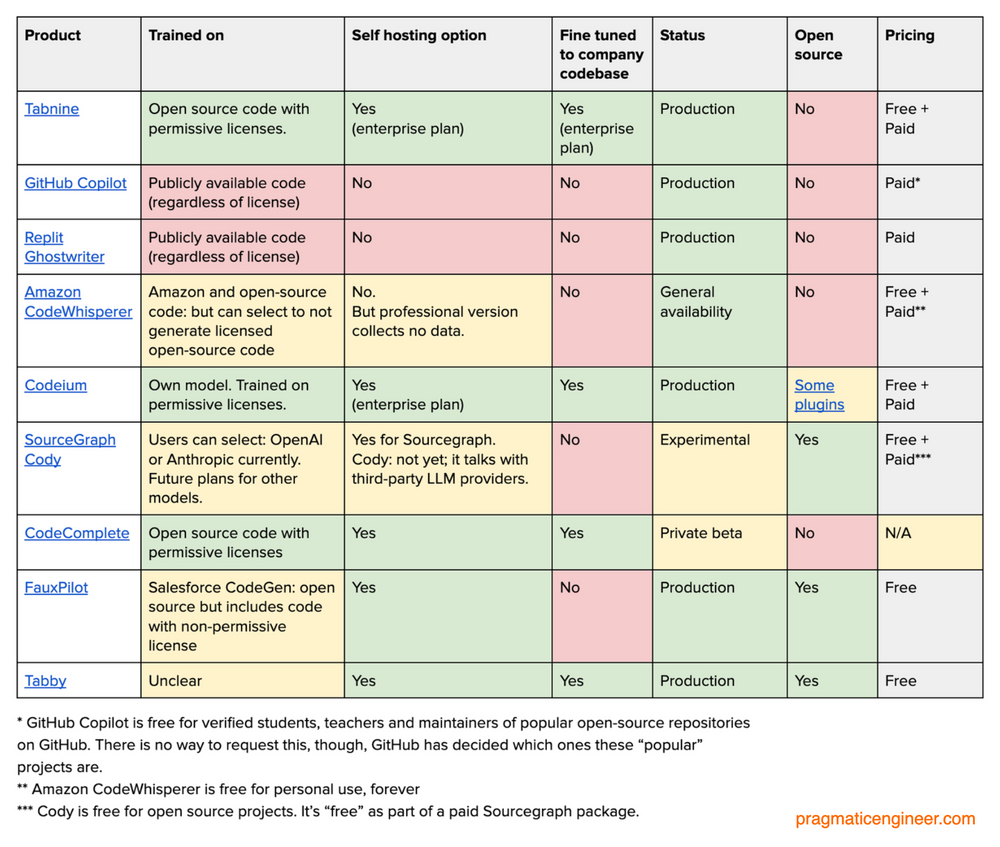 Product
Trained on
Self hosting option
Fine tuned
to company
codebase
Status
Open
source
Pricing
Tabnine
Open source code with
permissive licenses.
Yes
(enterprise plan)
Yes
(enterprise
plan)
Production
No
Free +
Paid
GitHub Copilot
Publicly available code
(regardless of license)
No
No
Production
No
Paid*
Replit
Ghostwriter
Publicly available code
(regardless of license)
No
No
Production
No
Paid
Amazon
CodeWhisperer
Amazon and open-source
code: but can select to not
generate licensed
open-source code
No.
But professional version
collects no data.
No
General
availability
No
Free +
Paid**
Codeium
Own model. Trained on
permissive licenses.
Yes
(enterprise plan)
Yes
Production
Some
plugins
Free +
Paid
SourceGraph
Cody
Users can select: OpenAI
or Anthropic currently.
Future plans for other
models.
Yes for Sourcegraph.
Cody: not yet; it talks with
third-party LLM providers.
No
Experimental
Yes
Free +
Paid***
CodeComplete
Open source code with
permissive licenses
Yes
Yes
Private beta
No
N/A
FauxPilot
Salesforce CodeGen: open
source but includes code
with non-permissive
license
Yes
No
Production
Yes
Free
Tabby
Unclear
Yes
Yes
Production
Yes
Free
* GitHub Copilot is free for verified students, teachers and maintainers of popular open-source repositories
on GitHub. There is no way to request this, though, GitHub has decided which ones these “popular”
projects are.
** Amazon CodeWhisperer is free for personal use, forever
*** Cody is free for open source projects. It’s “free” as part of a paid Sourcegraph package.
pragmaticengineer.com